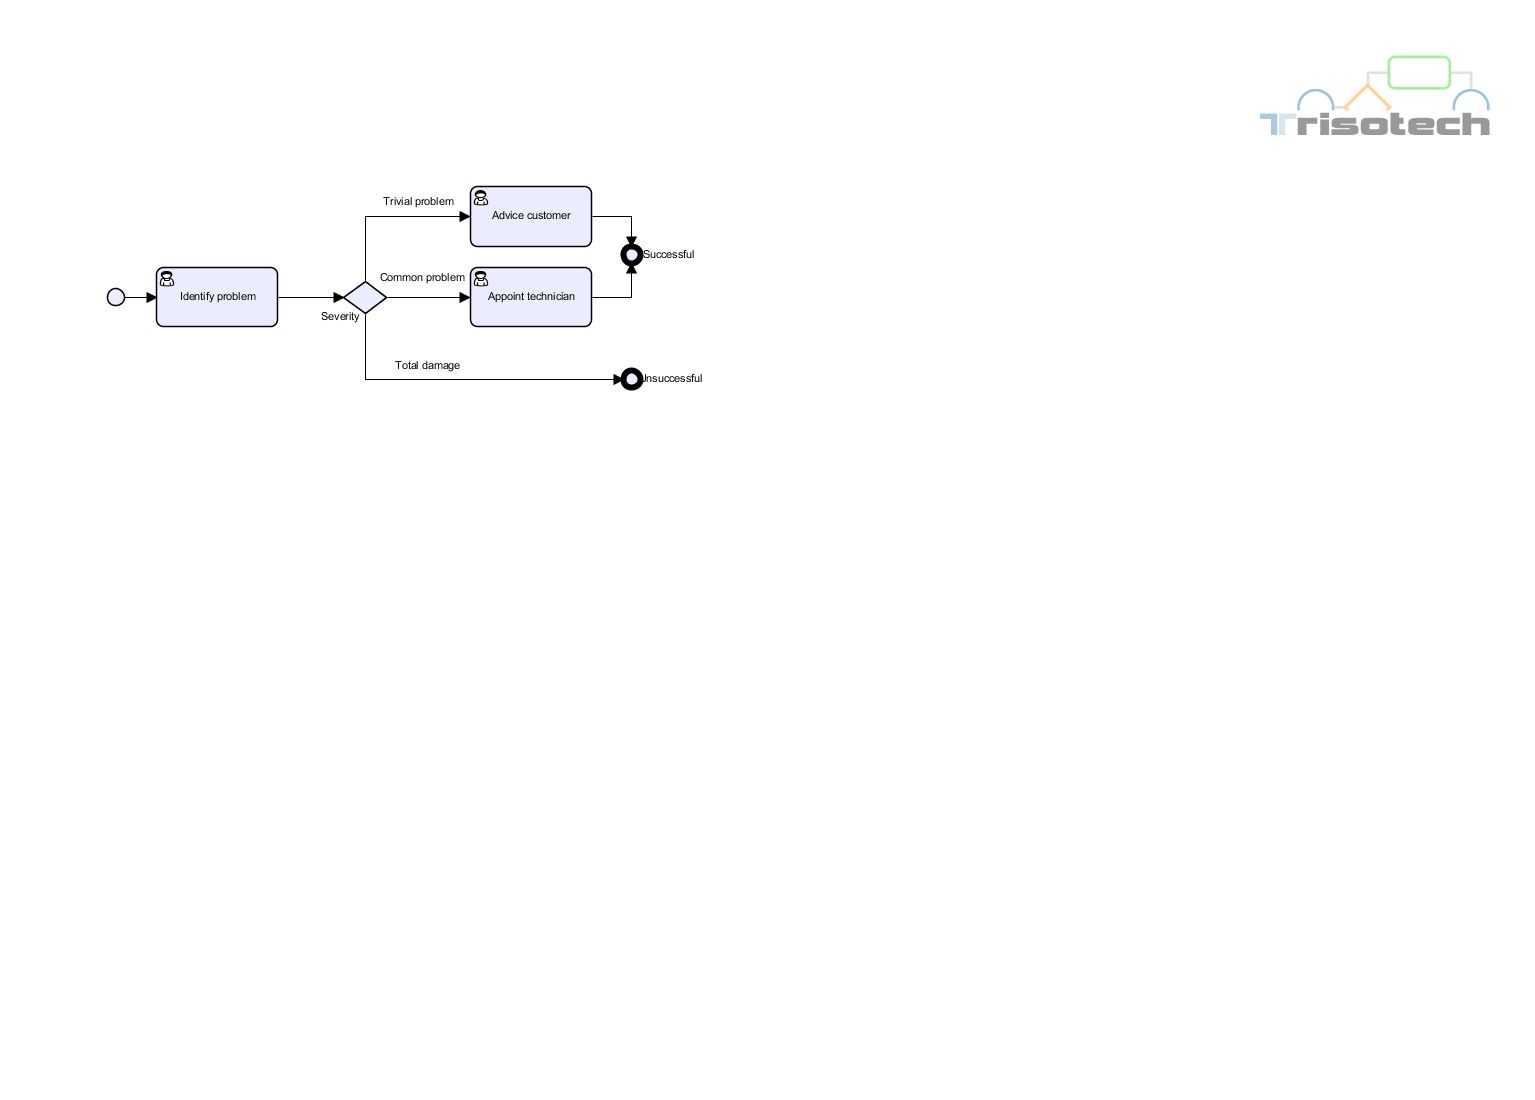 Trisotech
Trivial problem
Advice customer
Successful
Common problem
Identify problem
Appoint technician
Severity
Total damage
Unsuccessful